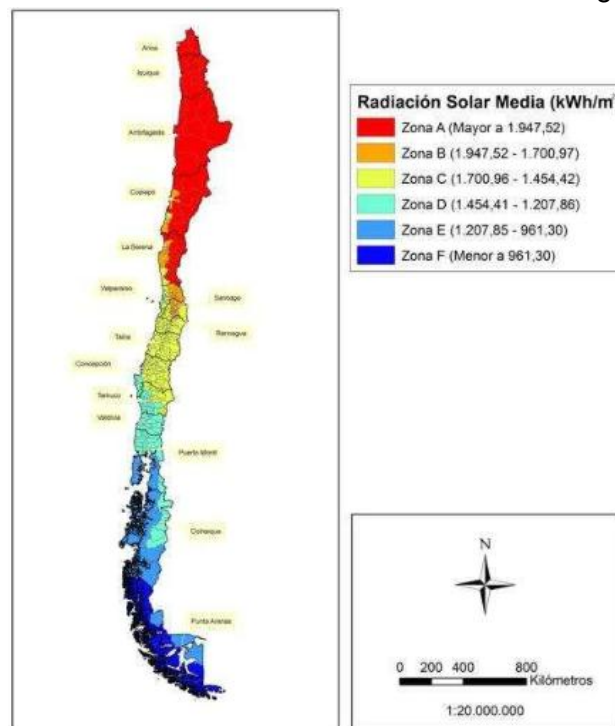 Arica
Iquique
Antofagasta
Copiapó
La Serena
Valparaíso
Santiago
Rancagua
Talca
Concepción
Temuco
Valdivia
Puerto Montt
Coihaique
Punta Arenas
Radiación Solar Media (kWh/m
Zona A (Mayor a 1.947,52)
Zona B (1.947,52 - 1.700,97)
Zona C (1.700,96 - 1.454,42)
Zona D (1.454,41 - 1.207,86)
Zona E (1.207,85 - 961,30)
Zona F (Menor a 961,30)
N
0 200 400 800
Kilómetros
1:20.000.000